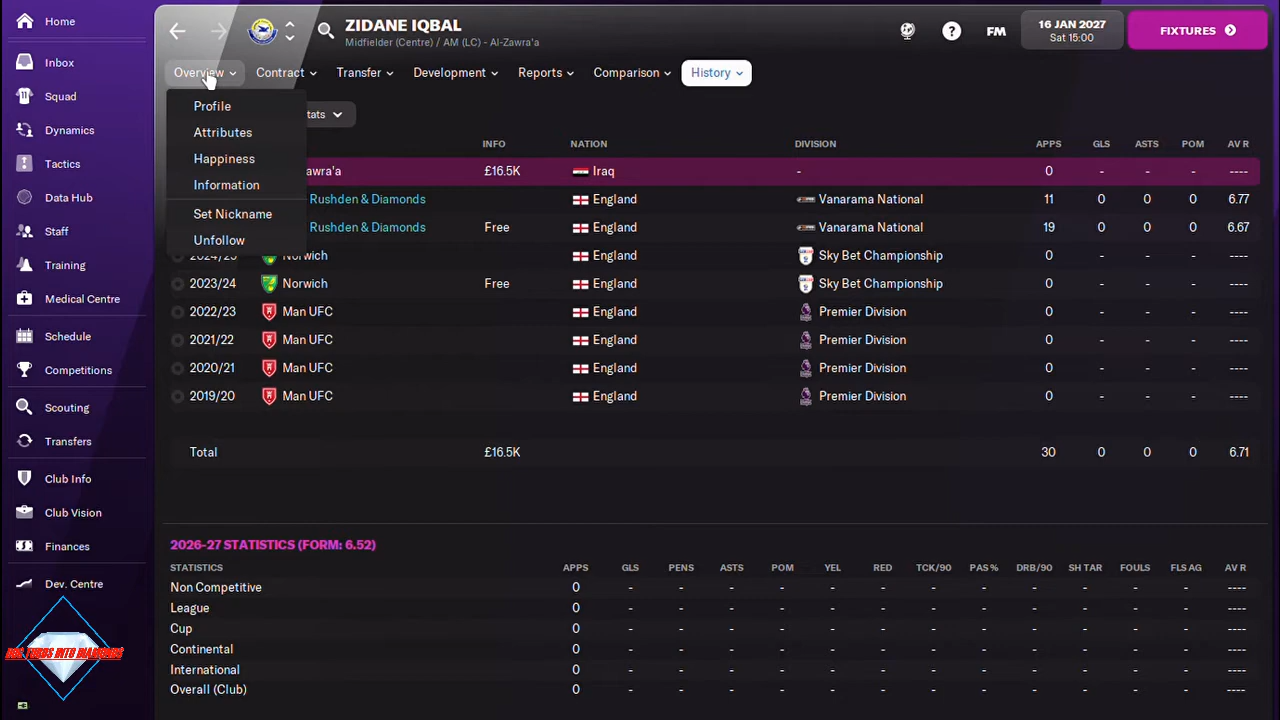 Home
Inbox
Squad
Dynamics
Tactics
Data Hub
Staff
Training
Medical Centre
Schedule
Competitions
Scouting
Transfers
Club Info
Club Vision
Finances
Dev. Centre
ZIDANE IQBAL
Midfielder (Centre) / AM (LC) - Al-Zawra'a
FM
16 JAN 2027
Sat 15:00
FIXTURES
Overview Contract Transfer Development Reports Comparison History
Profile
Attributes
Happiness
Information
Set Nickname
Unfollow
tats
INFO NATION DIVISION APPS GLS ASTS POM AV R
awra'a £16.5K Iraq - 0 - - - ----
Rushden & Diamonds England Vanarama National 11 0 0 0 6.77
Rushden & Diamonds Free England Vanarama National 19 0 0 0 6.67
2024/25 Norwich England Sky Bet Championship 0 - - - ----
2023/24 Norwich Free England Sky Bet Championship 0 - - - ----
2022/23 Man UFC England Premier Division 0 - - - ----
2021/22 Man UFC England Premier Division 0 - - - ----
2020/21 Man UFC England Premier Division 0 - - - ----
2019/20 Man UFC England Premier Division 0 - - - ----
Total £16.5K 30 0 0 0 6.71
2026-27 STATISTICS (FORM: 6.52)
STATISTICS APPS GLS PENS ASTS POM YEL RED TCK/90 PAS % DRB/90 SH TAR FOULS FLS AG AV R
Non Competitive 0 - - - - - - - - - - - - ----
League 0 - - - - - - - - - - - - ----
Cup 0 - - - - - - - - - - - - ----
Continental 0 - - - - - - - - - - - - ----
International 0 - - - - - - - - - - - - ----
Overall (Club) 0 - - - - - - - - - - - - ----
TURNS INTO DIAMONDS